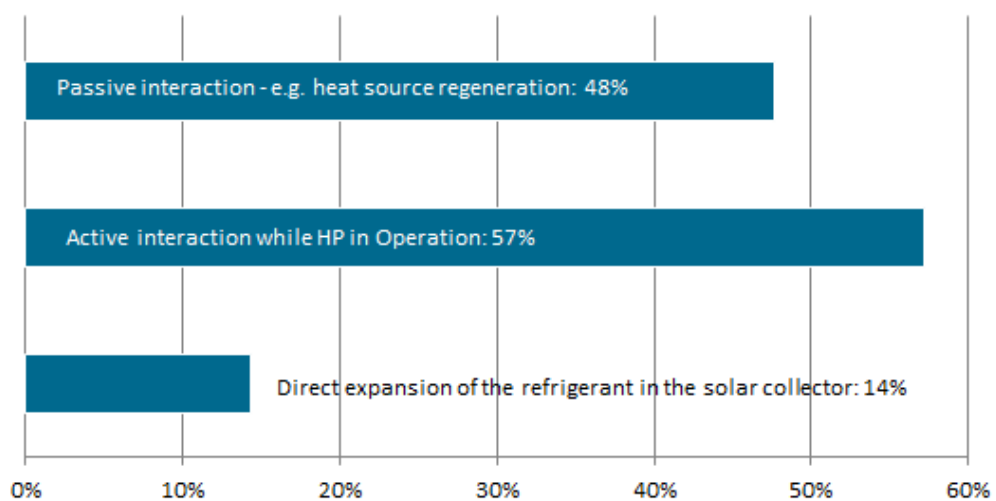 Passive interaction - e.g. heat source regeneration: 48%
Active interaction while HP in Operation: 57%
Direct expansion of the refrigerant in the solar collector: 14%
0% 10% 20% 30% 40% 50% 60%